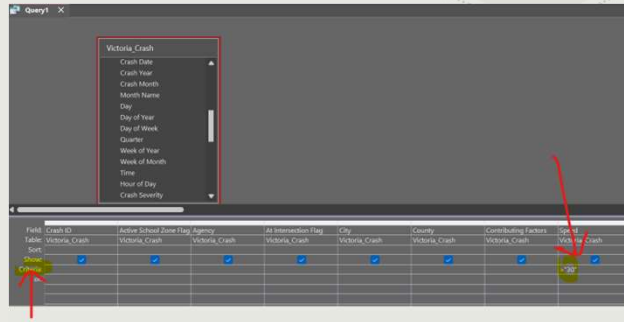 Query1 X
Victoria_Crash
Crash Date
Crash Year
Crash Month
Month Name
Day
Day of Year
Day of Week
Quarter
Week of Year
Week of Month
Time
Hour of Day
Crash Severity
Field: Crash ID Active School Zone Flag Agency At Intersection Flag City County Contributing Factors Speed
Table: Victoria_Crash Victoria_Crash Victoria_Crash Victoria_Crash Victoria_Crash Victoria_Crash Victoria_Crash Victoria_Crash
Sort:
Show:
Criteria: "30"